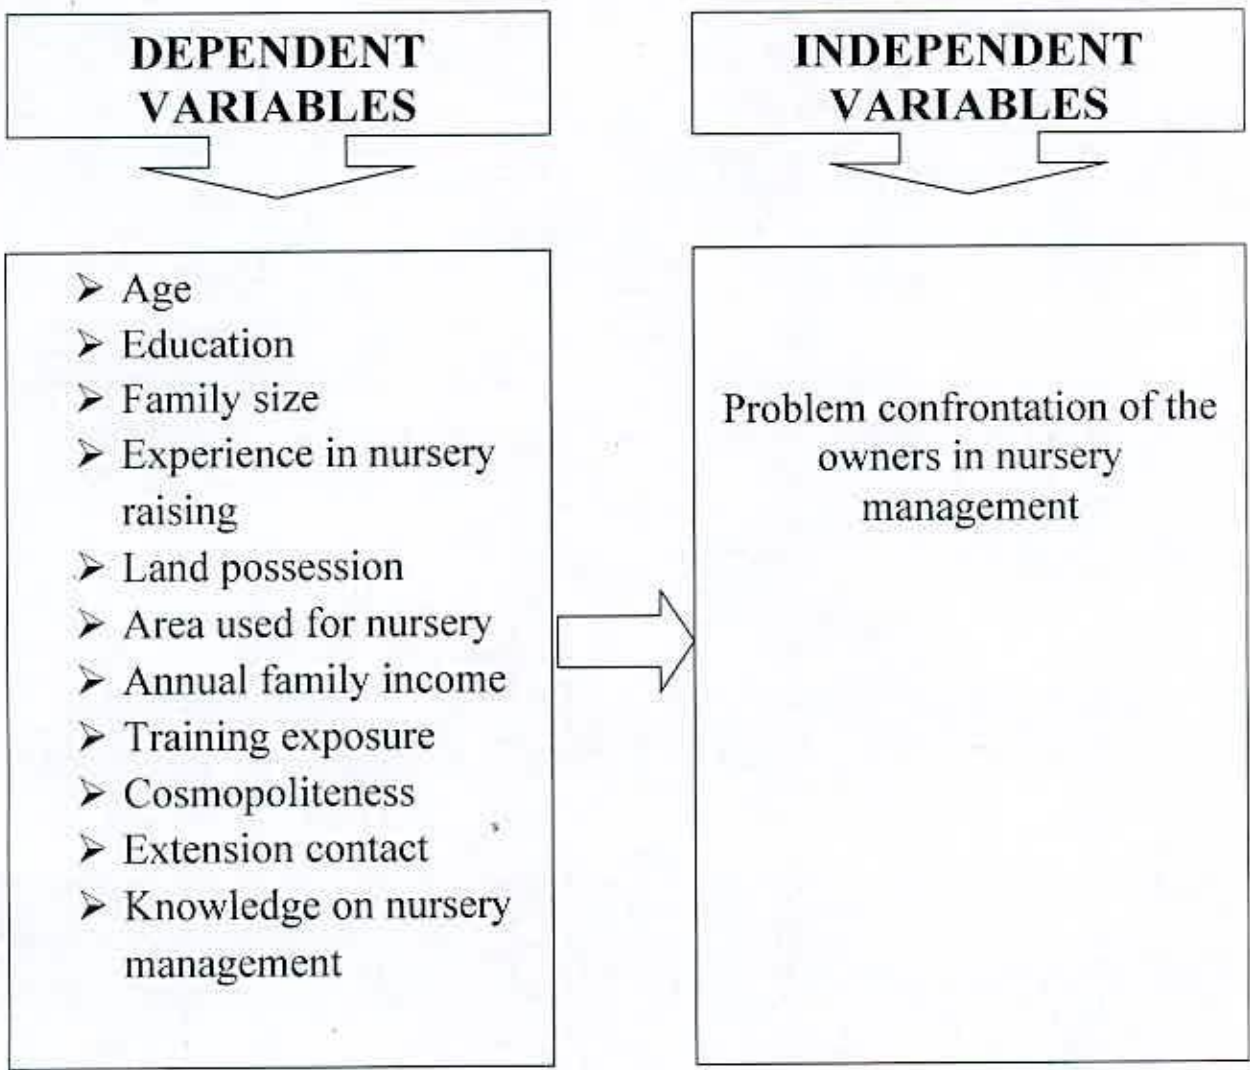 DEPENDENT
VARIABLES
INDEPENDENT
VARIABLES
➢ Age
➢ Education
➢ Family size
➢ Experience in nursery
raising
➢ Land possession
➢ Area used for nursery
➢ Annual family income
➢ Training exposure
➢ Cosmopoliteness
➢ Extension contact
➢ Knowledge on nursery
management
Problem confrontation of the
owners in nursery
management